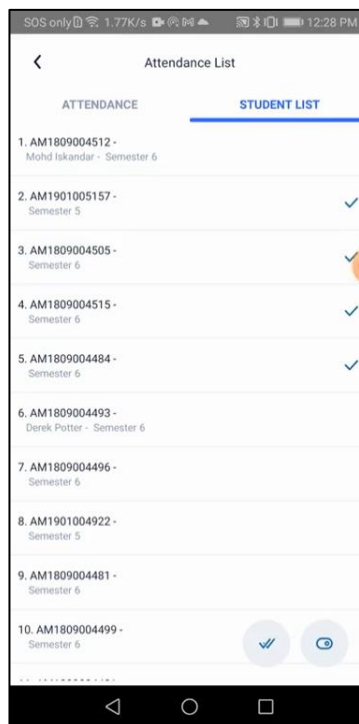 SOS only 1.77K/s 12:28 PM
Attendance List
ATTENDANCE STUDENT LIST
1. AM1809004512 -
Mohd Iskandar - Semester 6
2. AM1901005157 -
Semester 5
3. AM1809004505 -
Semester 6
4. AM1809004515 -
Semester 6
5. AM1809004484 -
Semester 6
6. AM1809004493 -
Derek Potter - Semester 6
7. AM1809004496 -
Semester 6
8. AM1901004922 -
Semester 5
9. AM1809004481 -
Semester 6
10. AM1809004499 -
Semester 6